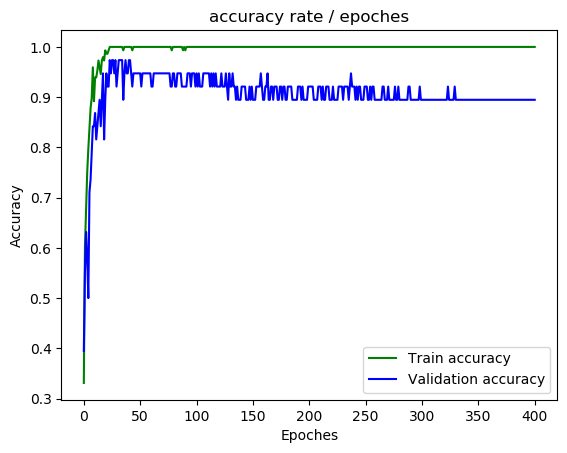 accuracy rate / epoches
1.0
0.9
0.8
0.7
0.6
0.5
0.4
0.3
Accuracy
Train accuracy
Validation accuracy
0 50 100 150 200 250 300 350 400
Epoches